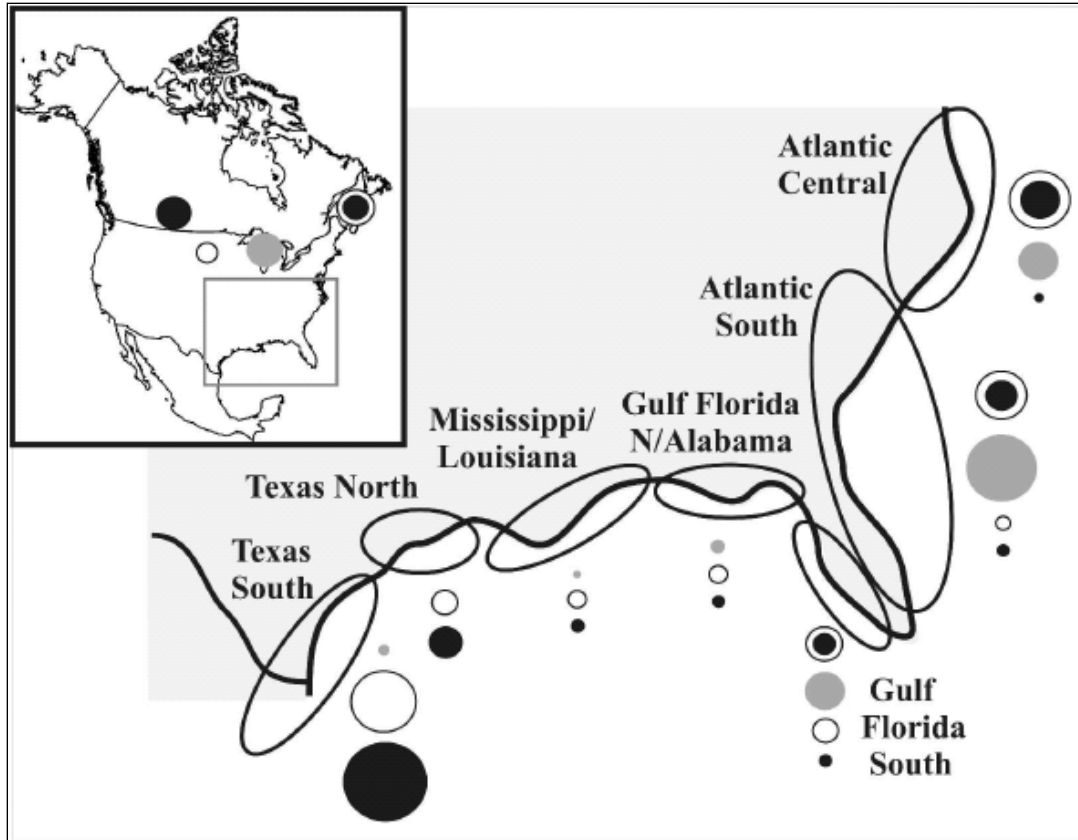 Atlantic
Central
Atlantic
South
Gulf Florida
N/Alabama
Mississippi/
Louisiana
Texas North
Texas
South
Gulf
Florida
South